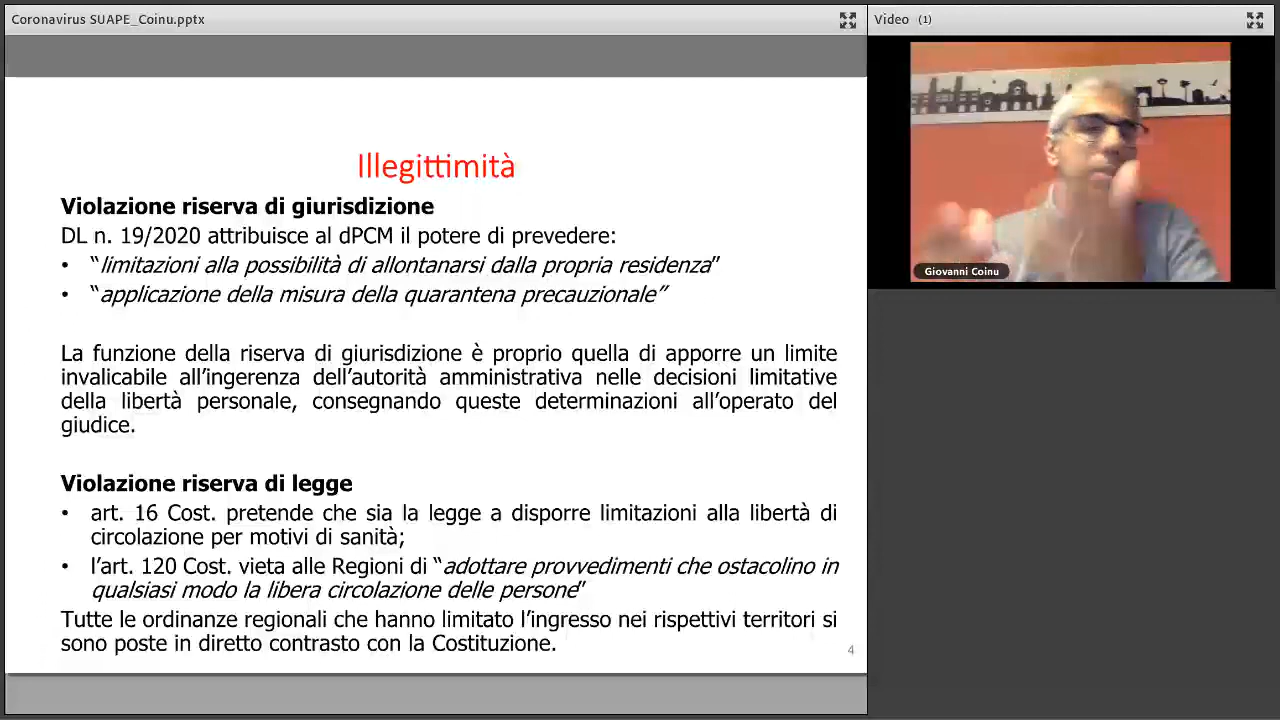 Coronavirus SUAPE_Coinu.pptx
Video (1)
Illegittimità
Violazione riserva di giurisdizione
DL n. 19/2020 attribuisce al dPCM il potere di prevedere:
• “limitazioni alla possibilità di allontanarsi dalla propria residenza”
• “applicazione della misura della quarantena precauzionale”
La funzione della riserva di giurisdizione è proprio quella di apporre un limite
invalicabile all’ingerenza dell’autorità amministrativa nelle decisioni limitative
della libertà personale, consegnando queste determinazioni all’operato del
giudice.
Violazione riserva di legge
• art. 16 Cost. pretende che sia la legge a disporre limitazioni alla libertà di
circolazione per motivi di sanità;
• l’art. 120 Cost. vieta alle Regioni di “adottare provvedimenti che ostacolino in
qualsiasi modo la libera circolazione delle persone”
Tutte le ordinanze regionali che hanno limitato l’ingresso nei rispettivi territori si
sono poste in diretto contrasto con la Costituzione.
4
Giovanni Coinu